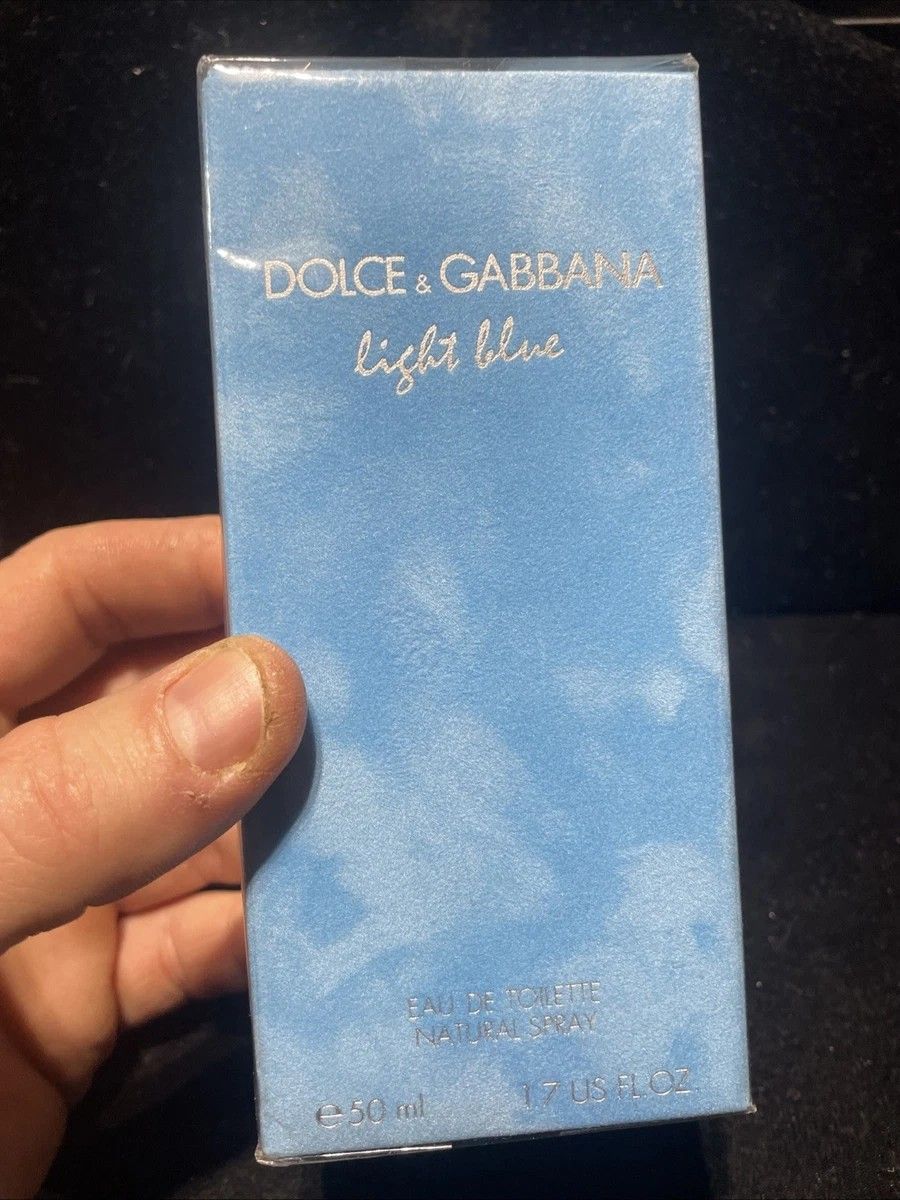 DOLCE & GABBANA
light blue
EAU DE TOILETTE
NATURAL SPRAY
e 50 ml 1.7 US FL.OZ.